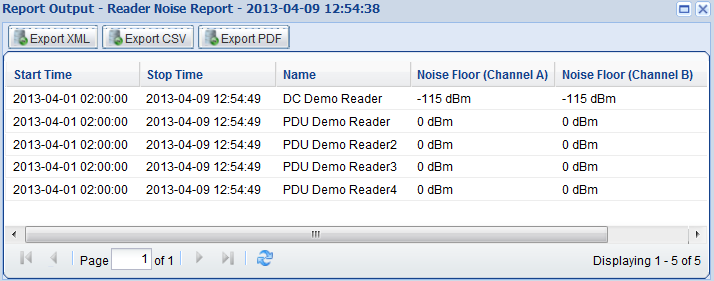 Report Output - Reader Noise Report - 2013-04-09 12:54:38
Export XML Export CSV Export PDF
Start Time Stop Time Name Noise Floor (Channel A) Noise Floor (Channel B)
2013-04-01 02:00:00 2013-04-09 12:54:49 DC Demo Reader -115 dBm -115 dBm
2013-04-01 02:00:00 2013-04-09 12:54:49 PDU Demo Reader 0 dBm 0 dBm
2013-04-01 02:00:00 2013-04-09 12:54:49 PDU Demo Reader2 0 dBm 0 dBm
2013-04-01 02:00:00 2013-04-09 12:54:49 PDU Demo Reader3 0 dBm 0 dBm
2013-04-01 02:00:00 2013-04-09 12:54:49 PDU Demo Reader4 0 dBm 0 dBm
Page 1 of 1 Displaying 1 - 5 of 5